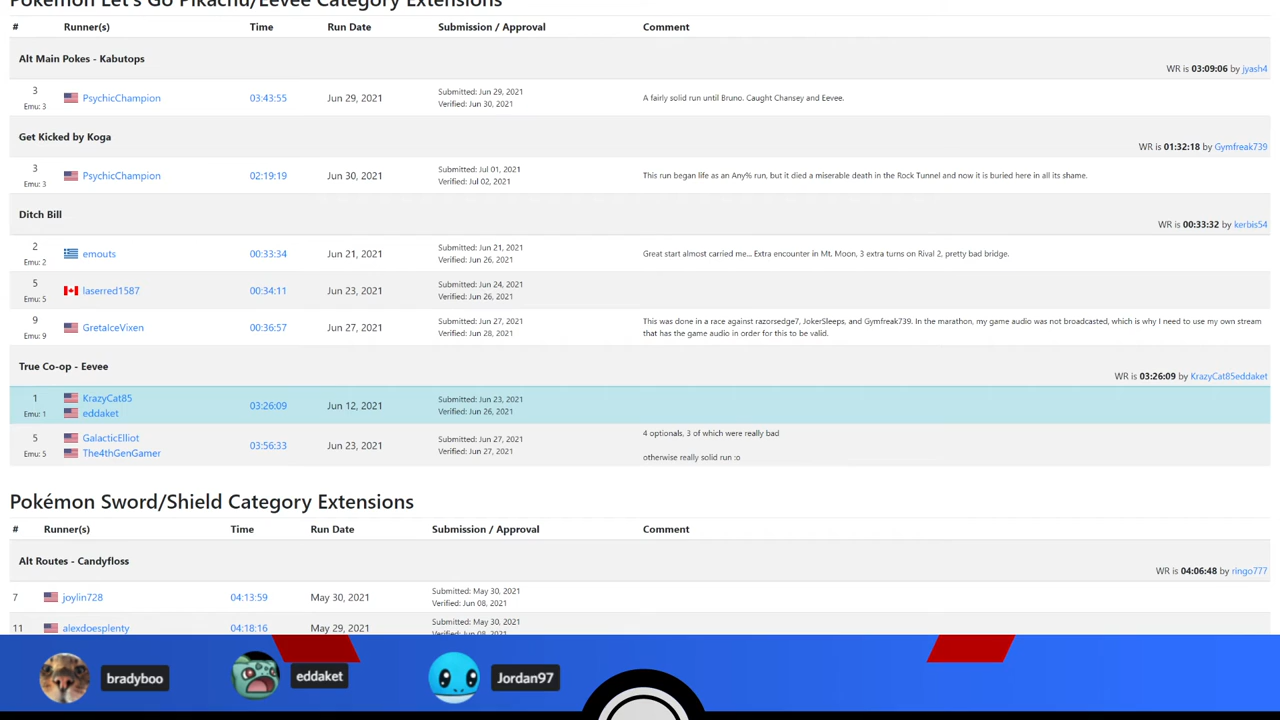 Pokémon Let's Go Pikachu/Eevee Category Extensions
# Runner(s) Time Run Date Submission / Approval Comment
Alt Main Pokes - Kabutops
WR is 03:09:06 by jyash4
3 PsychicChampion 03:43:55 Jun 29, 2021 Submitted: Jun 29, 2021 A fairly solid run until Bruno. Caught Chansey and Eevee.
Emu: 3 Verified: Jun 30, 2021
Get Kicked by Koga
WR is 01:32:18 by Gymfreak739
3 PsychicChampion 02:19:19 Jun 30, 2021 Submitted: Jul 01, 2021 This run began life as an Any% run, but it died a miserable death in the Rock Tunnel and now it is buried here in all its shame.
Emu: 3 Verified: Jul 02, 2021
Ditch Bill
WR is 00:33:32 by kerbis54
2 emouts 00:33:34 Jun 21, 2021 Submitted: Jun 21, 2021 Great start almost carried me... Extra encounter in Mt. Moon, 3 extra turns on Rival 2, pretty bad bridge.
Emu: 2 Verified: Jun 26, 2021
5 laserred1587 00:34:11 Jun 23, 2021 Submitted: Jun 24, 2021
Emu: 5 Verified: Jun 26, 2021
9 GretaIceVixen 00:36:57 Jun 27, 2021 Submitted: Jun 27, 2021 This was done in a race against razorsedge7, JokerSleeps, and Gymfreak739. In the marathon, my game audio was not broadcasted, which is why I need to use my own stream
Emu: 9 Verified: Jun 28, 2021 that has the game audio in order for this to be valid.
True Co-op - Eevee
WR is 03:26:09 by KrazyCat85eddaket
1 KrazyCat85 03:26:09 Jun 12, 2021 Submitted: Jun 23, 2021
Emu: 1 eddaket Verified: Jun 26, 2021
5 GalacticElliot 03:56:33 Jun 23, 2021 Submitted: Jun 27, 2021 4 optionals, 3 of which were really bad
Emu: 5 The4thGenGamer Verified: Jun 27, 2021 otherwise really solid run :o
Pokémon Sword/Shield Category Extensions
# Runner(s) Time Run Date Submission / Approval Comment
Alt Routes - Candyfloss
WR is 04:06:48 by ringo777
7 joylin728 04:13:59 May 30, 2021 Submitted: May 30, 2021
Verified: Jun 08, 2021
11 alexdoesplenty 04:18:16 May 29, 2021 Submitted: May 30, 2021
Verified: Jun 08, 2021
bradyboo eddaket Jordan97